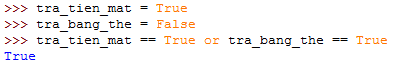 >>> tra_tien_mat = True
>>> tra_bang_the = False
>>> tra_tien_mat == True or tra_bang_the == True
True